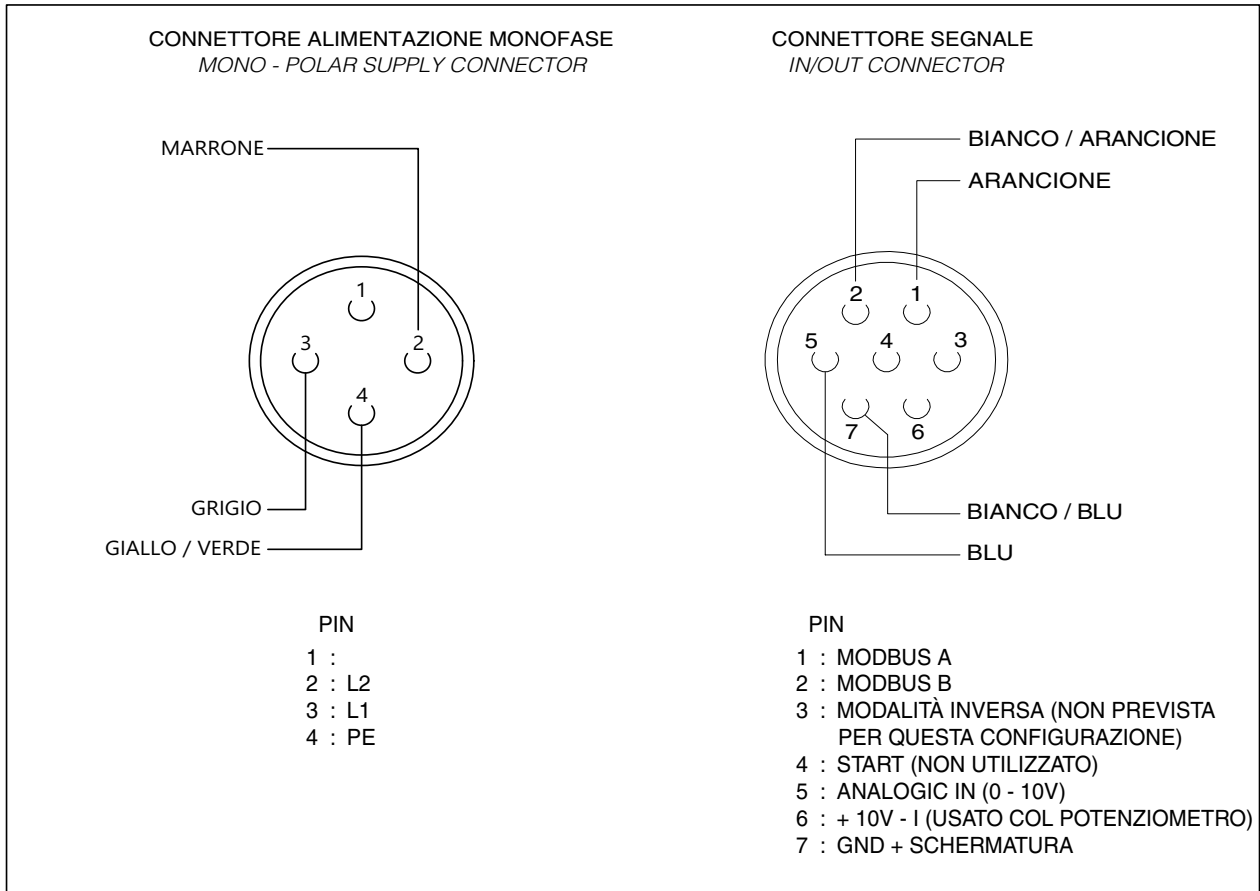 CONNETTORE ALIMENTAZIONE MONOFASE
MONO - POLAR SUPPLY CONNECTOR
MARRONE
1
3
2
4
GRIGIO
GIALLO / VERDE
PIN
1 :
2 : L2
3 : L1
4 : PE
CONNETTORE SEGNALE
IN/OUT CONNECTOR
BIANCO / ARANCIONE
ARANCIONE
2
1
5
4
3
7
6
BIANCO / BLU
BLU
PIN
1 : MODBUS A
2 : MODBUS B
3 : MODALITÀ INVERSA (NON PREVISTA
PER QUESTA CONFIGURAZIONE)
4 : START (NON UTILIZZATO)
5 : ANALOGIC IN (0 - 10V)
6 : + 10V - I (USATO COL POTENZIOMETRO)
7 : GND + SCHERMATURA